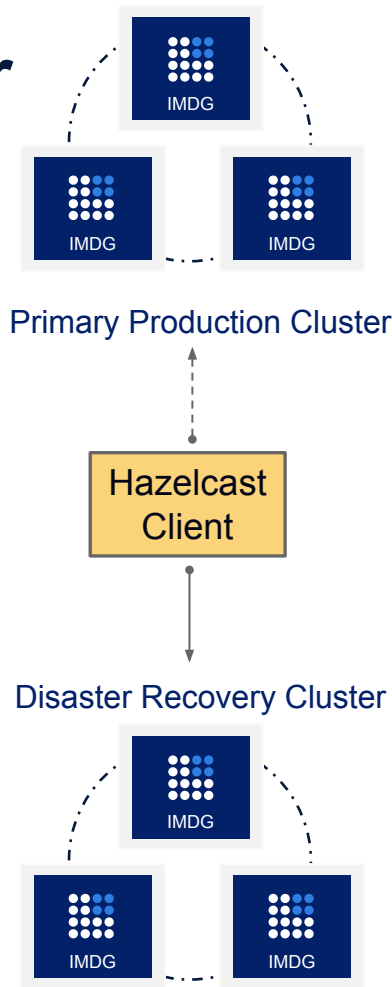 IMDG
IMDG
IMDG
Primary Production Cluster
Hazelcast
Client
Disaster Recovery Cluster
IMDG
IMDG
IMDG